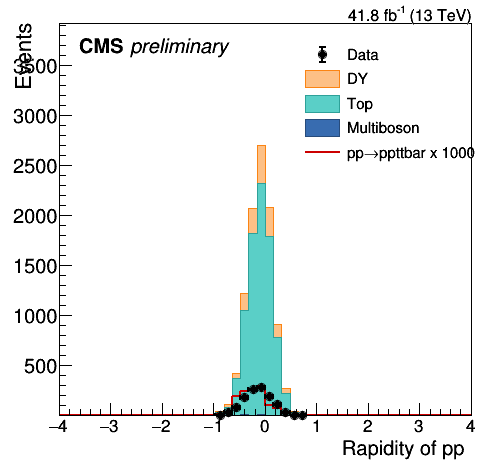 41.8 fb⁻¹ (13 TeV)
CMS preliminary
Data
DY
Top
Multiboson
pp→ppttbar x 1000
Events
3500
3000
2500
2000
1500
1000
500
−4 −3 −2 −1 0 1 2 3 4
Rapidity of pp